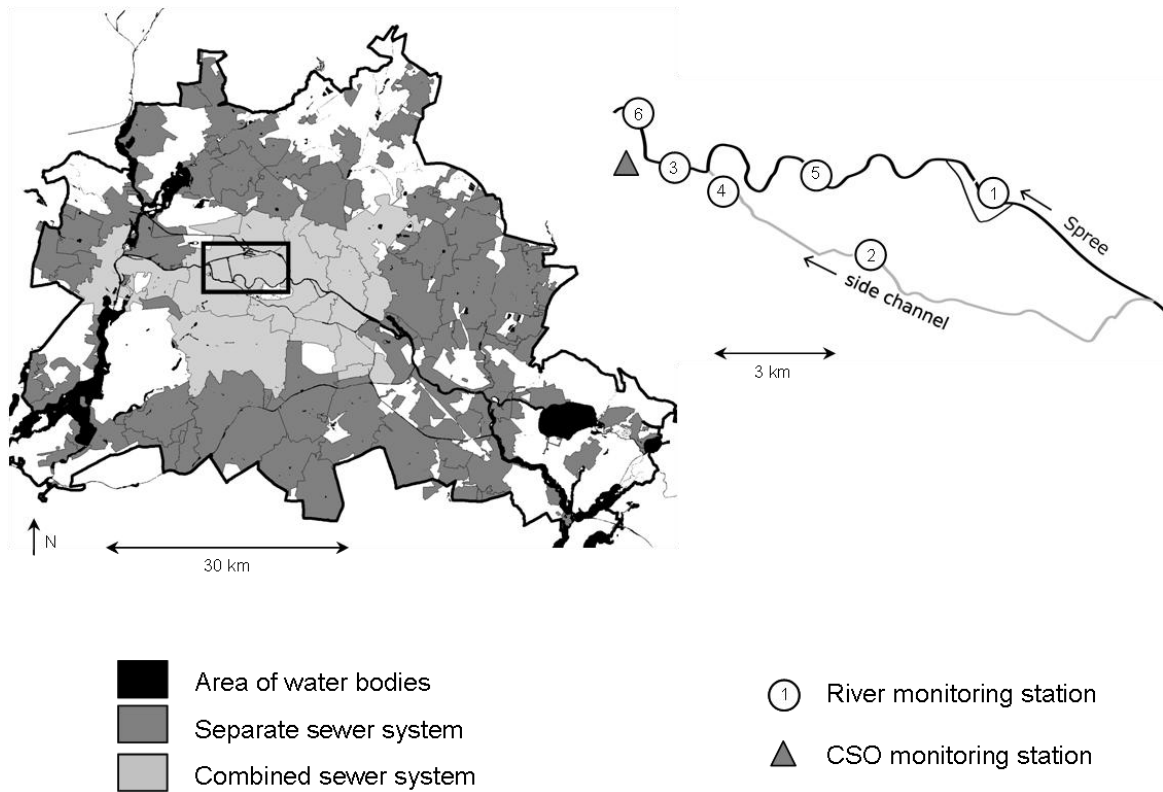 N
30 km
6
3
4
5
1
2
Spree
side channel
3 km
Area of water bodies
Separate sewer system
Combined sewer system
1 River monitoring station
CSO monitoring station